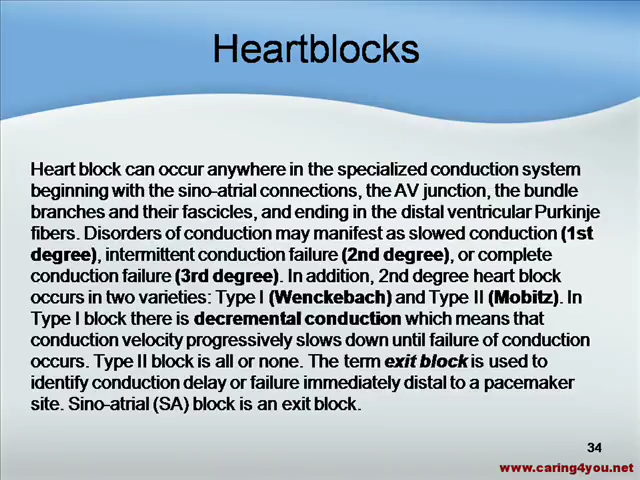 Heartblocks
Heart block can occur anywhere in the specialized conduction system
beginning with the sino-atrial connections, the AV junction, the bundle
branches and their fascicles, and ending in the distal ventricular Purkinje
fibers. Disorders of conduction may manifest as slowed conduction (1st
degree), intermittent conduction failure (2nd degree), or complete
conduction failure (3rd degree). In addition, 2nd degree heart block
occurs in two varieties: Type I (Wenckebach) and Type II (Mobitz). In
Type I block there is decremental conduction which means that
conduction velocity progressively slows down until failure of conduction
occurs. Type II block is all or none. The term exit block is used to
identify conduction delay or failure immediately distal to a pacemaker
site. Sino-atrial (SA) block is an exit block.
34
www.caring4you.net